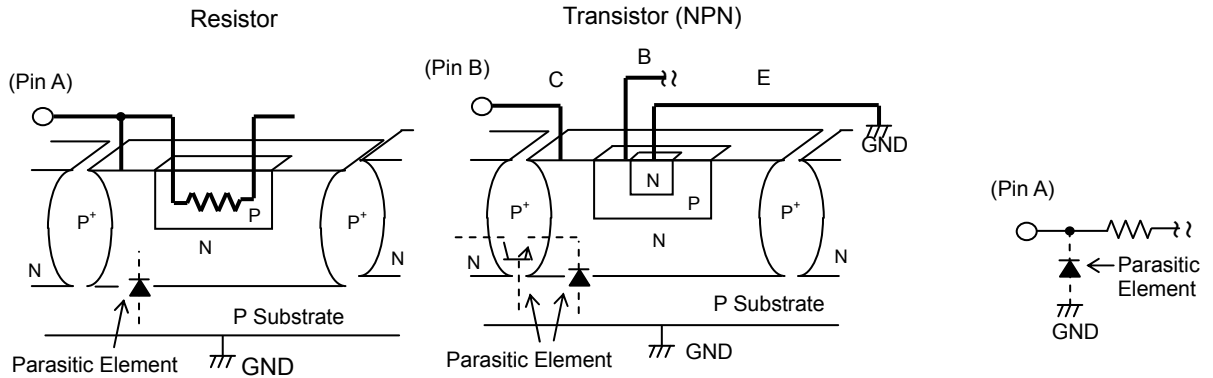 Resistor
(Pin A)
P+
N
P
N
P+
N
P Substrate
Parasitic Element
GND
Transistor (NPN)
(Pin B)
C
B
E
GND
P+
N
N
P
N
P+
N
P Substrate
Parasitic Element
GND
(Pin A)
Parasitic
Element
GND